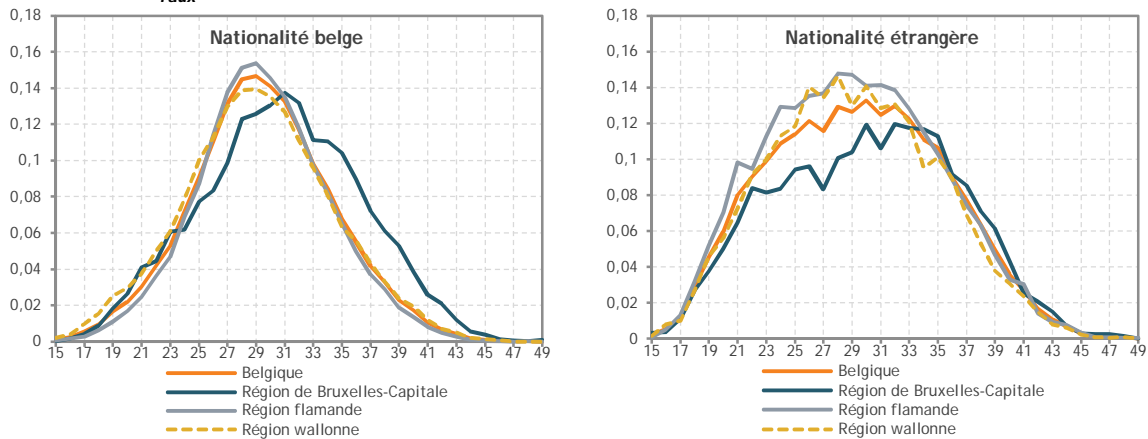 Taux
Nationalité belge
0,18
0,16
0,14
0,12
0,1
0,08
0,06
0,04
0,02
0
15 17 19 21 23 25 27 29 31 33 35 37 39 41 43 45 47 49
Belgique
Région de Bruxelles-Capitale
Région flamande
Région wallonne
Nationalité étrangère
0,18
0,16
0,14
0,12
0,1
0,08
0,06
0,04
0,02
0
15 17 19 21 23 25 27 29 31 33 35 37 39 41 43 45 47 49
Belgique
Région de Bruxelles-Capitale
Région flamande
Région wallonne